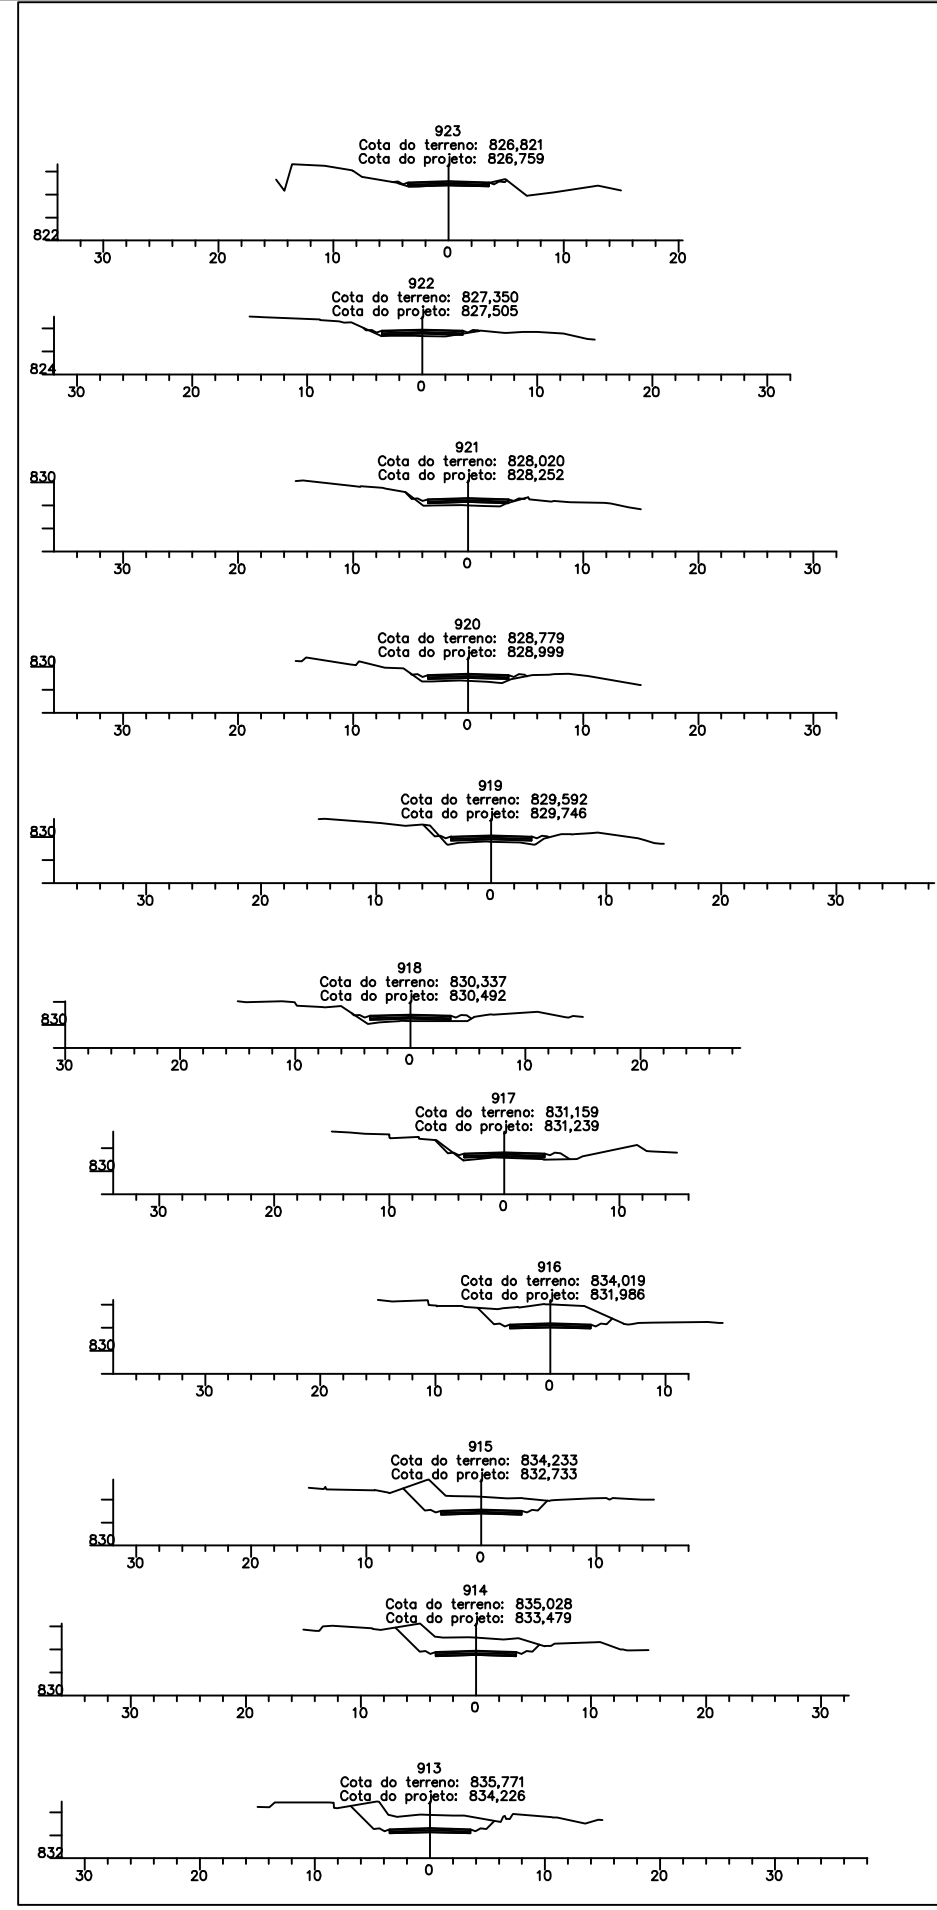 923
Cota do terreno: 826,821
Cota do projeto: 826,759
822
30 20 10 0 10 20
922
Cota do terreno: 827,350
Cota do projeto: 827,505
824
30 20 10 0 10 20 30
921
Cota do terreno: 828,020
Cota do projeto: 828,252
830
30 20 10 0 10 20 30
920
Cota do terreno: 828,779
Cota do projeto: 828,999
830
30 20 10 0 10 20 30
919
Cota do terreno: 829,592
Cota do projeto: 829,746
830
30 20 10 0 10 20 30
918
Cota do terreno: 830,337
Cota do projeto: 830,492
830
30 20 10 0 10 20
917
Cota do terreno: 831,159
Cota do projeto: 831,239
830
30 20 10 0 10
916
Cota do terreno: 834,019
Cota do projeto: 831,986
830
30 20 10 0 10
915
Cota do terreno: 834,233
Cota do projeto: 832,733
830
30 20 10 0 10
914
Cota do terreno: 835,028
Cota do projeto: 833,479
830
30 20 10 0 10 20 30
913
Cota do terreno: 835,771
Cota do projeto: 834,226
832
30 20 10 0 10 20 30